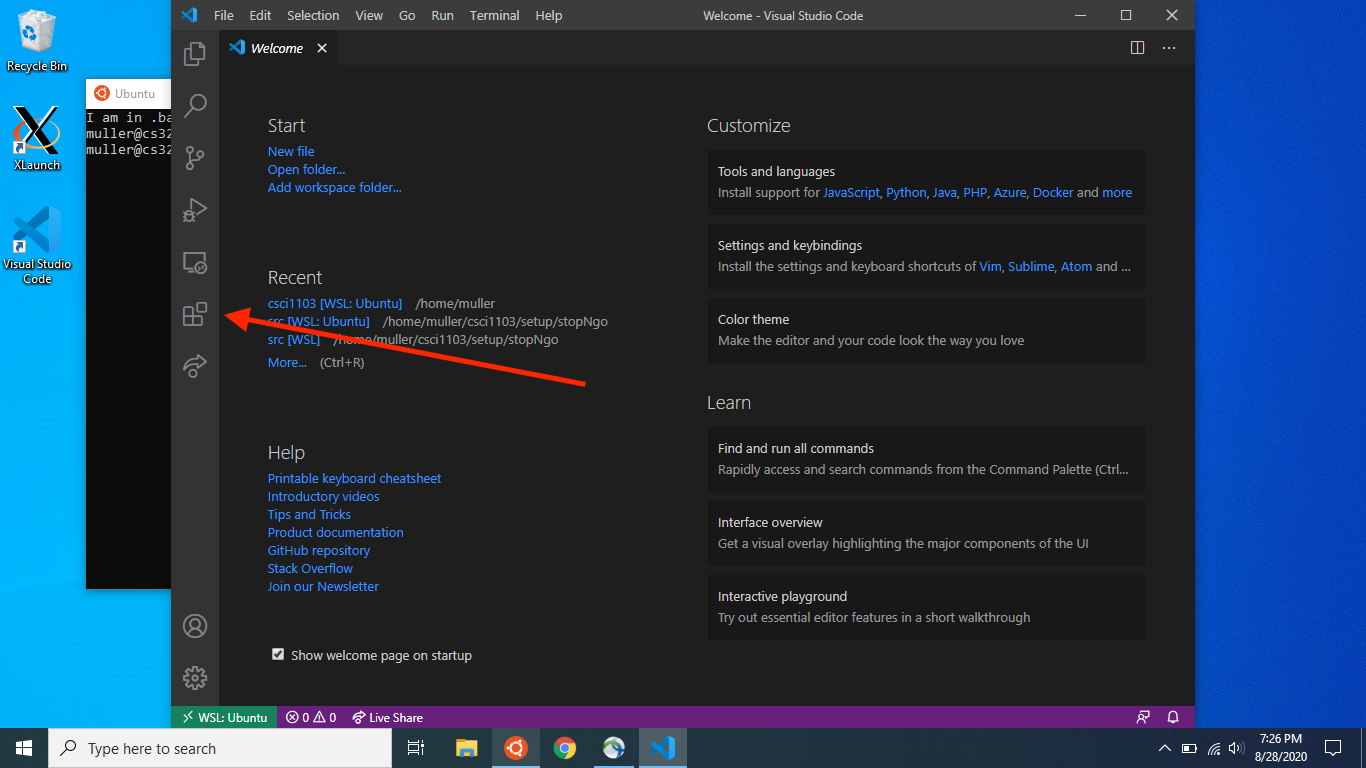 File Edit Selection View Go Run Terminal Help
Welcome - Visual Studio Code
Welcome
Recycle Bin
XLaunch
Visual Studio
Code
Ubuntu
I am in .ba
muller@cs32
muller@cs32
Start
New file
Open folder...
Add workspace folder...
Recent
csci1103 [WSL: Ubuntu] /home/muller
src [WSL: Ubuntu] /home/muller/csci1103/setup/stopNgo
src [WSL] /home/muller/csci1103/setup/stopNgo
More... (Ctrl+R)
Help
Printable keyboard cheatsheet
Introductory videos
Tips and Tricks
Product documentation
GitHub repository
Stack Overflow
Join our Newsletter
Show welcome page on startup
Customize
Tools and languages
Install support for JavaScript, Python, Java, PHP, Azure, Docker and more
Settings and keybindings
Install the settings and keyboard shortcuts of Vim, Sublime, Atom and ...
Color theme
Make the editor and your code look the way you love
Learn
Find and run all commands
Rapidly access and search commands from the Command Palette (Ctrl...
Interface overview
Get a visual overlay highlighting the major components of the UI
Interactive playground
Try out essential editor features in a short walkthrough
WSL: Ubuntu 0 0 Live Share
Type here to search
7:26 PM
8/28/2020